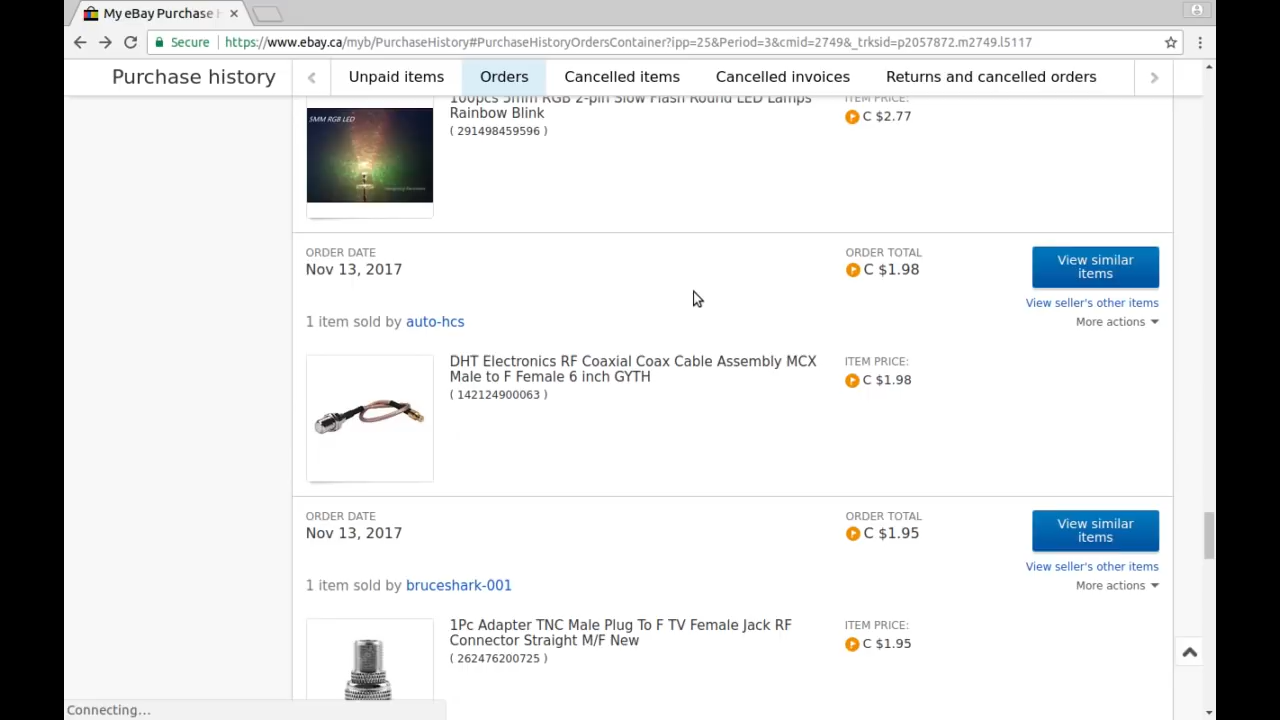 My eBay Purchase H
Secure https://www.ebay.ca/myb/PurchaseHistory#PurchaseHistoryOrdersContainer?ipp=25&Period=3&cmid=2749&_trksid=p2057872.m2749.l5117
Purchase history Unpaid items Orders Cancelled items Cancelled invoices Returns and cancelled orders
100pcs 5mm RGB 2-pin Slow Flash Round LED Lamps
Rainbow Blink
( 291498459596 )
ITEM PRICE:
C $2.77
5MM RGB LED
ORDER DATE
Nov 13, 2017
ORDER TOTAL
C $1.98
View similar
items
View seller's other items
1 item sold by auto-hcs
More actions
DHT Electronics RF Coaxial Coax Cable Assembly MCX
Male to F Female 6 inch GYTH
( 142124900063 )
ITEM PRICE:
C $1.98
ORDER DATE
Nov 13, 2017
ORDER TOTAL
C $1.95
View similar
items
View seller's other items
1 item sold by bruceshark-001
More actions
1Pc Adapter TNC Male Plug To F TV Female Jack RF
Connector Straight M/F New
( 262476200725 )
ITEM PRICE:
C $1.95
Connecting…